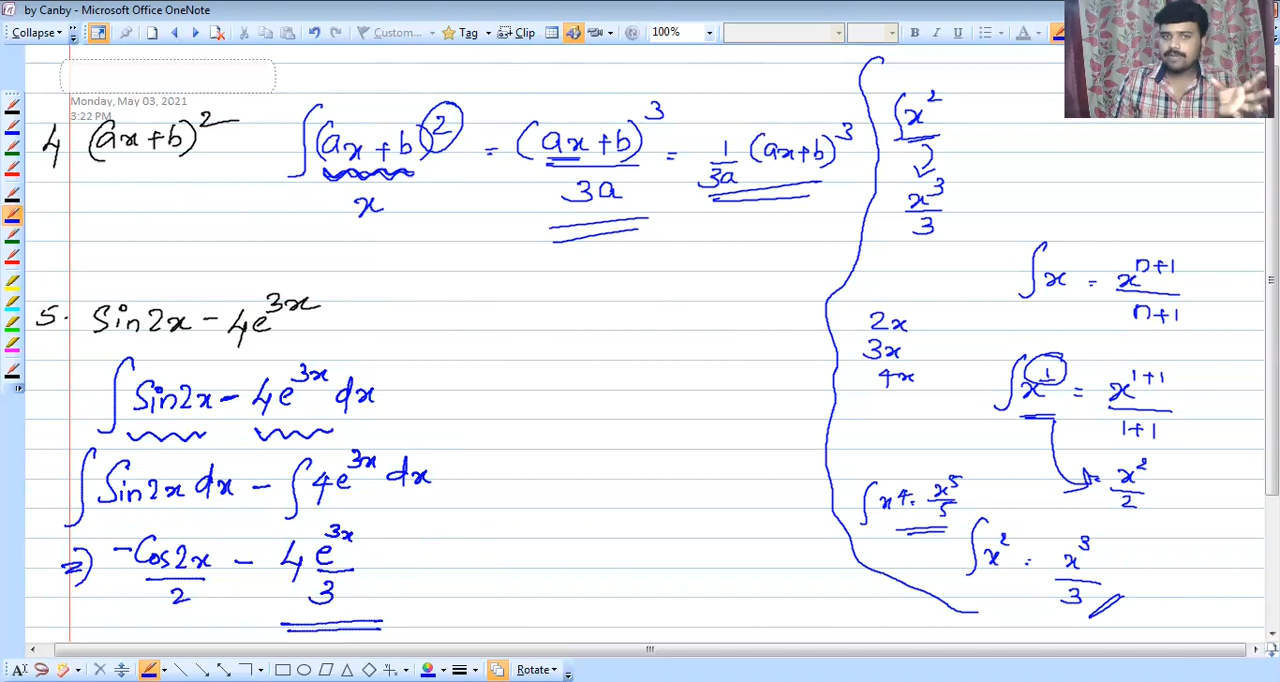 by Canby - Microsoft Office OneNote
Collapse Custom... Tag Clip 100% B I U A
Monday, May 03, 2021
3:22 PM
4 (ax+b)²
∫(ax+b)² = (ax+b)³/3a = 1/3a (ax+b)³
x
5. Sin2x - 4e^3x
∫Sin2x - 4e^3x dx
∫Sin2x dx - ∫4e^3x dx
=) -Cos2x/2 - 4 e^3x/3
∫x²
x³/3
∫x = x^n+1/n+1
2x
3x
4x
∫x^1 = x^1+1/1+1
= x²/2
∫x4 = x^5/5
∫x² = x³/3
Rotate